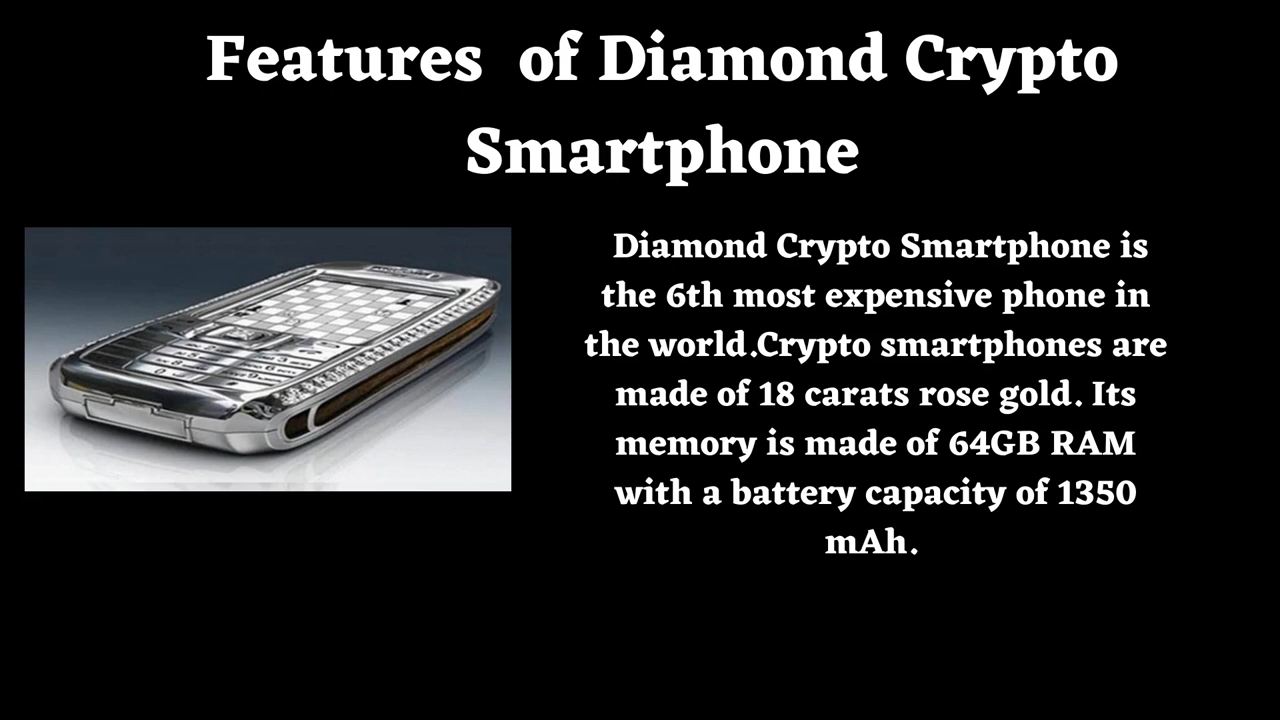 Features of Diamond Crypto
Smartphone
Diamond Crypto Smartphone is
the 6th most expensive phone in
the world.Crypto smartphones are
made of 18 carats rose gold. Its
memory is made of 64GB RAM
with a battery capacity of 1350
mAh.